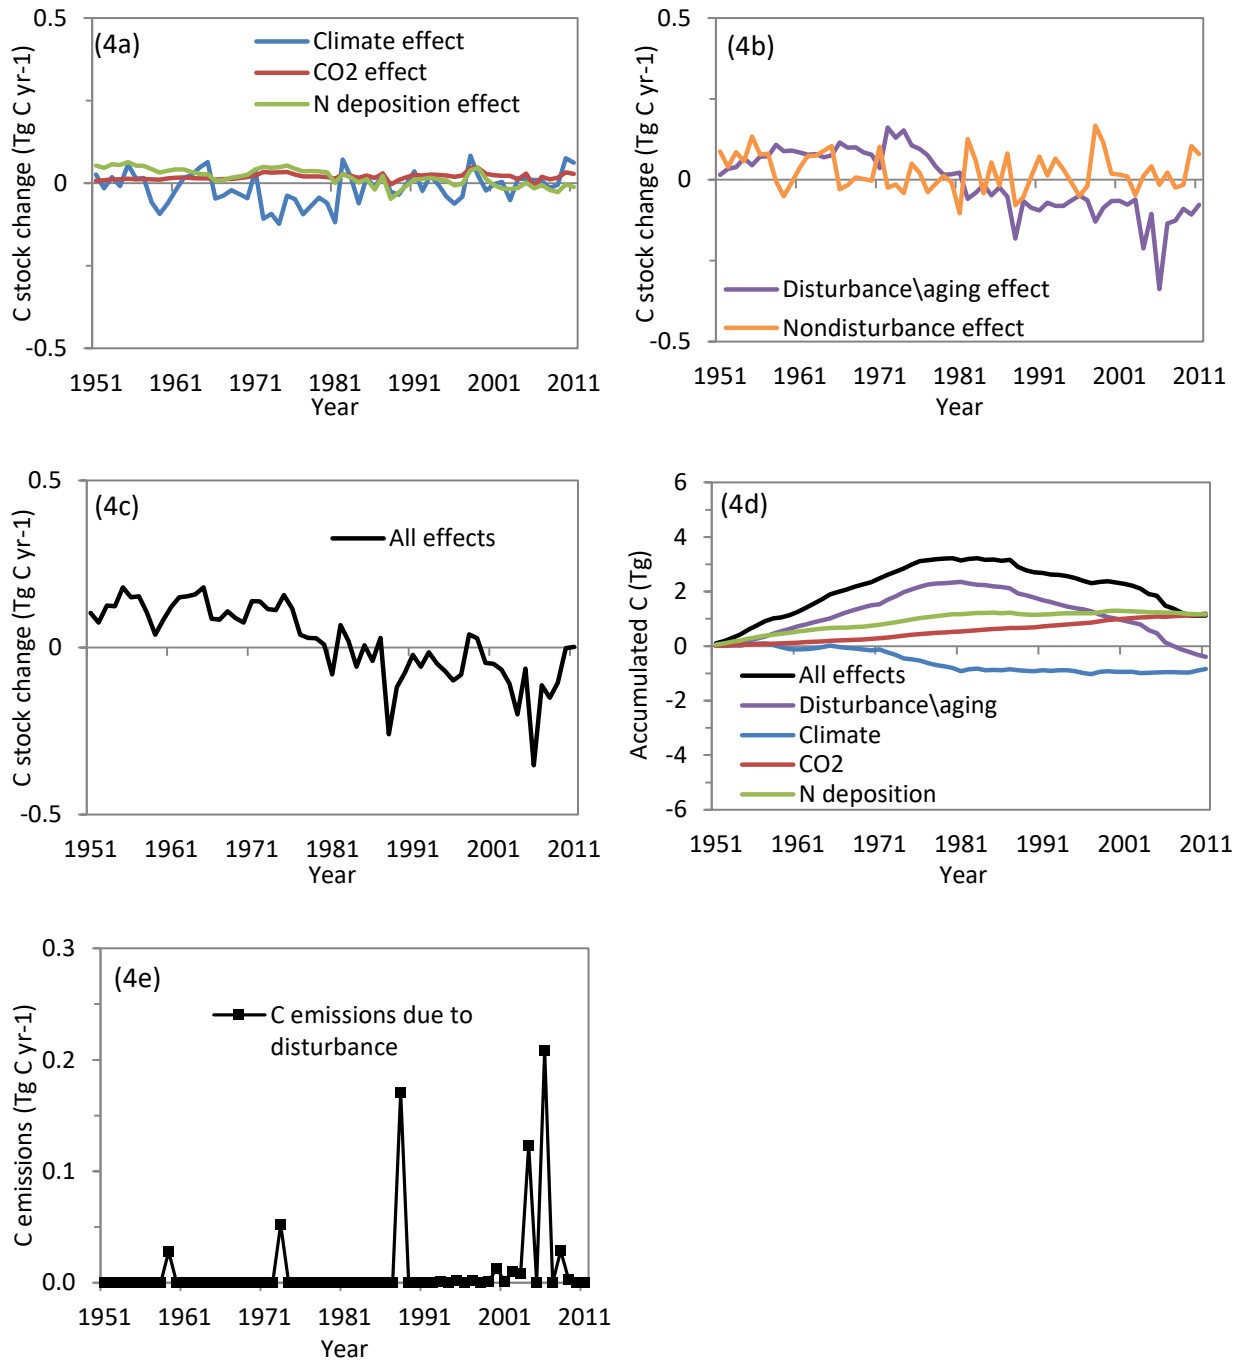 (4a)
0.5
0
-0.5
C stock change (Tg C yr-1)
Climate effect
CO2 effect
N deposition effect
1951 1961 1971 1981 1991 2001 2011
Year
(4b)
0.5
0
-0.5
C stock change (Tg C yr-1)
Disturbance\aging effect
Nondisturbance effect
1951 1961 1971 1981 1991 2001 2011
Year
(4c)
0.5
0
-0.5
C stock change (Tg C yr-1)
All effects
1951 1961 1971 1981 1991 2001 2011
Year
(4d)
6
4
2
0
-2
-4
-6
Accumulated C (Tg)
All effects
Disturbance\aging
Climate
CO2
N deposition
1951 1961 1971 1981 1991 2001 2011
Year
(4e)
0.3
0.2
0.1
0.0
C emissions (Tg C yr-1)
C emissions due to
disturbance
1951 1961 1971 1981 1991 2001 2011
Year